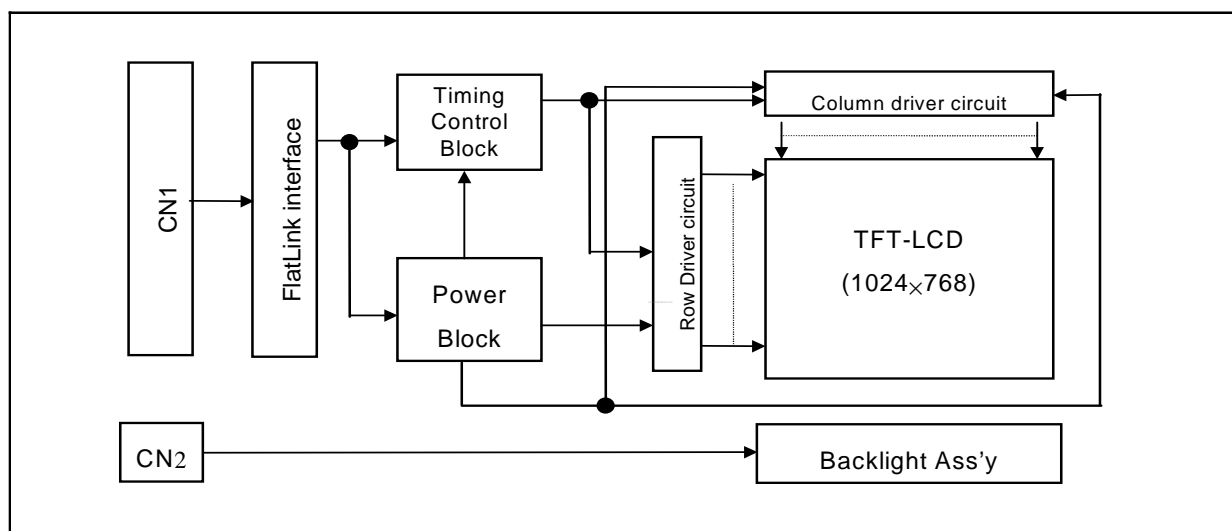 CN1
FlatLink interface
Timing
Control
Block
Power
Block
Row Driver circuit
Column driver circuit
TFT-LCD
(1024×768)
CN2
Backlight Ass'y